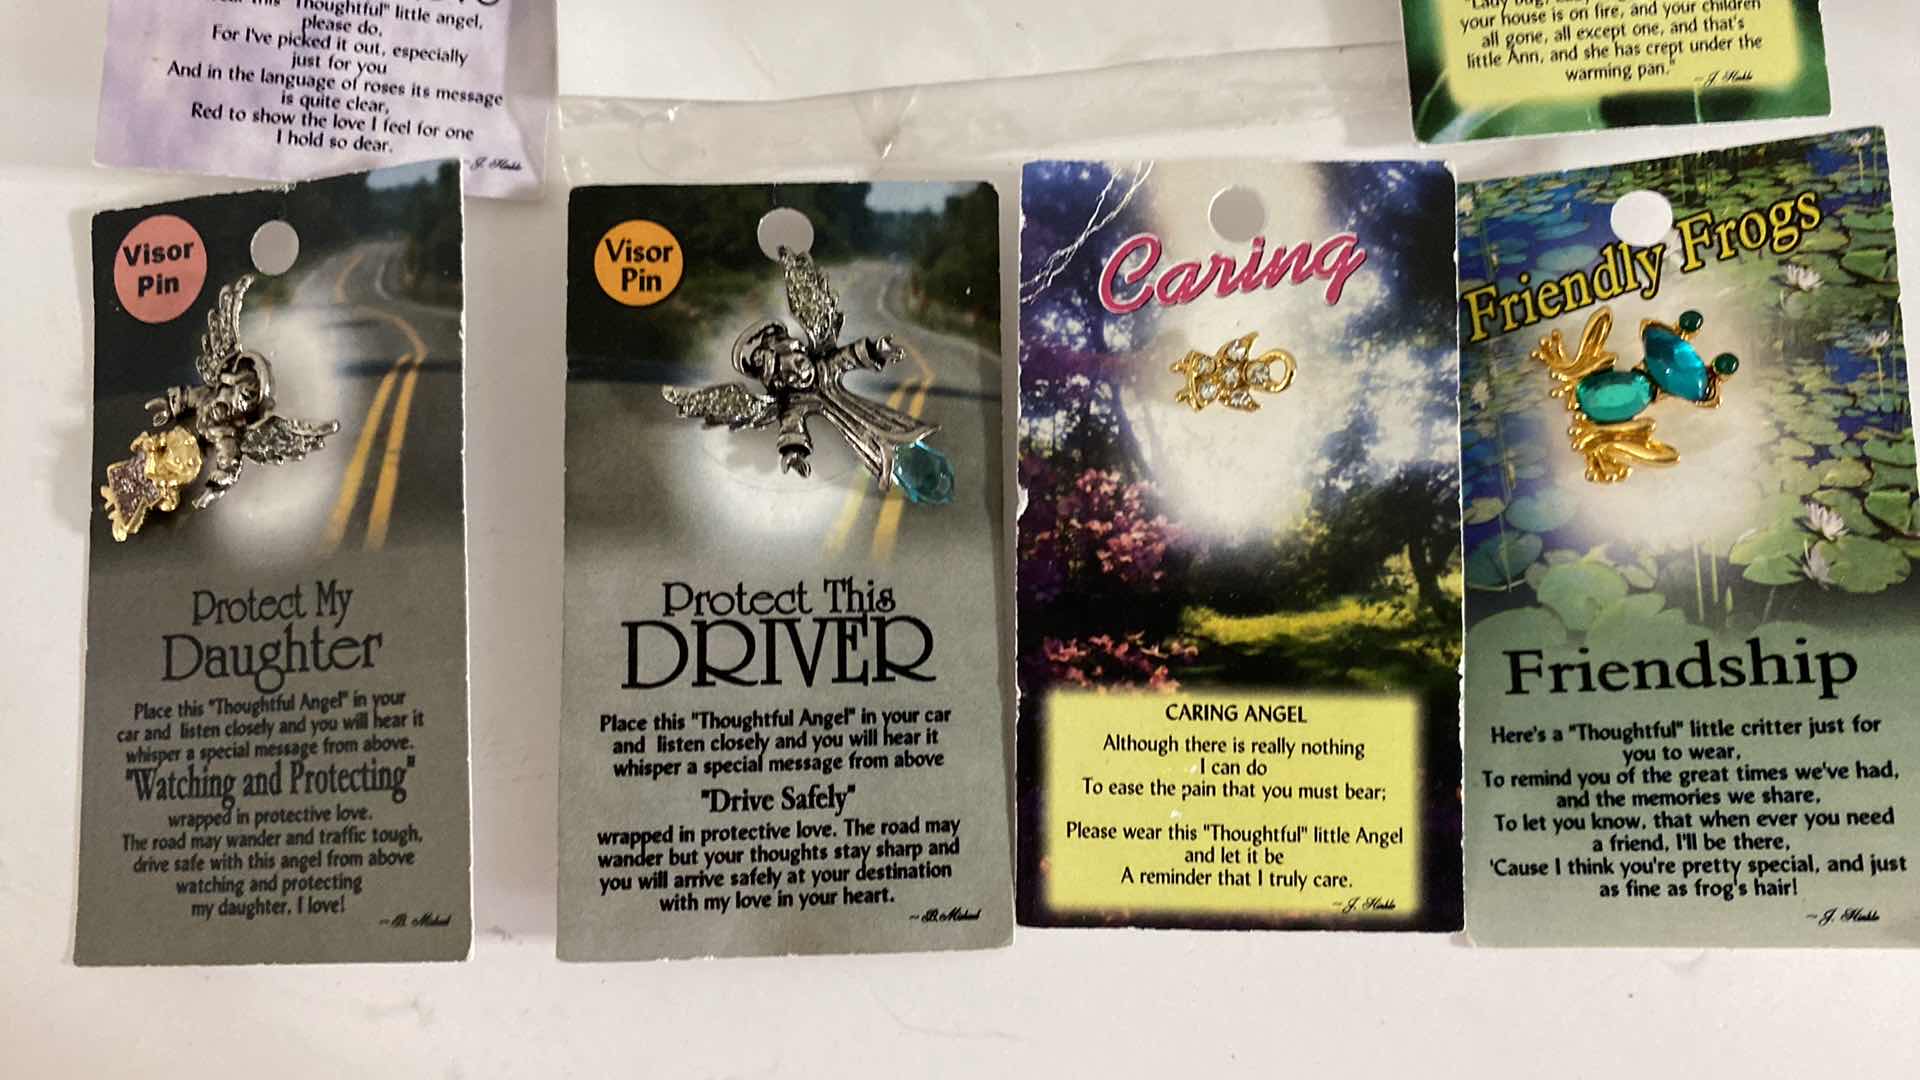 "Thoughtful" little angel,
please do,
For I've picked it out, especially
just for you
And in the language of roses its message
is quite clear,
Red to show the love I feel for one
I hold so dear.
~ J. Hinkle
your house is on fire, and your children
all gone, all except one, and that's
little Ann, and she has crept under the
warming pan."
~ J. Hinkle
Visor
Pin
Protect My
Daughter
Place this "Thoughtful Angel" in your
car and listen closely and you will hear it
whisper a special message from above.
"Watching and Protecting"
wrapped in protective love.
The road may wander and traffic tough,
drive safe with this angel from above
watching and protecting
my daughter, I love!
~ B. Michael
Visor
Pin
Protect This
DRIVER
Place this "Thoughtful Angel" in your car
and listen closely and you will hear it
whisper a special message from above
"Drive Safely"
wrapped in protective love. The road may
wander but your thoughts stay sharp and
you will arrive safely at your destination
with my love in your heart.
~ B. Michael
Caring
CARING ANGEL
Although there is really nothing
I can do
To ease the pain that you must bear;
Please wear this "Thoughtful" little Angel
and let it be
A reminder that I truly care.
~ J. Hinkle
Friendly Frogs
Friendship
Here's a "Thoughtful" little critter just for
you to wear,
To remind you of the great times we've had,
and the memories we share,
To let you know, that when ever you need
a friend, I'll be there,
'Cause I think you're pretty special, and just
as fine as frog's hair!
~ J. Hinkle